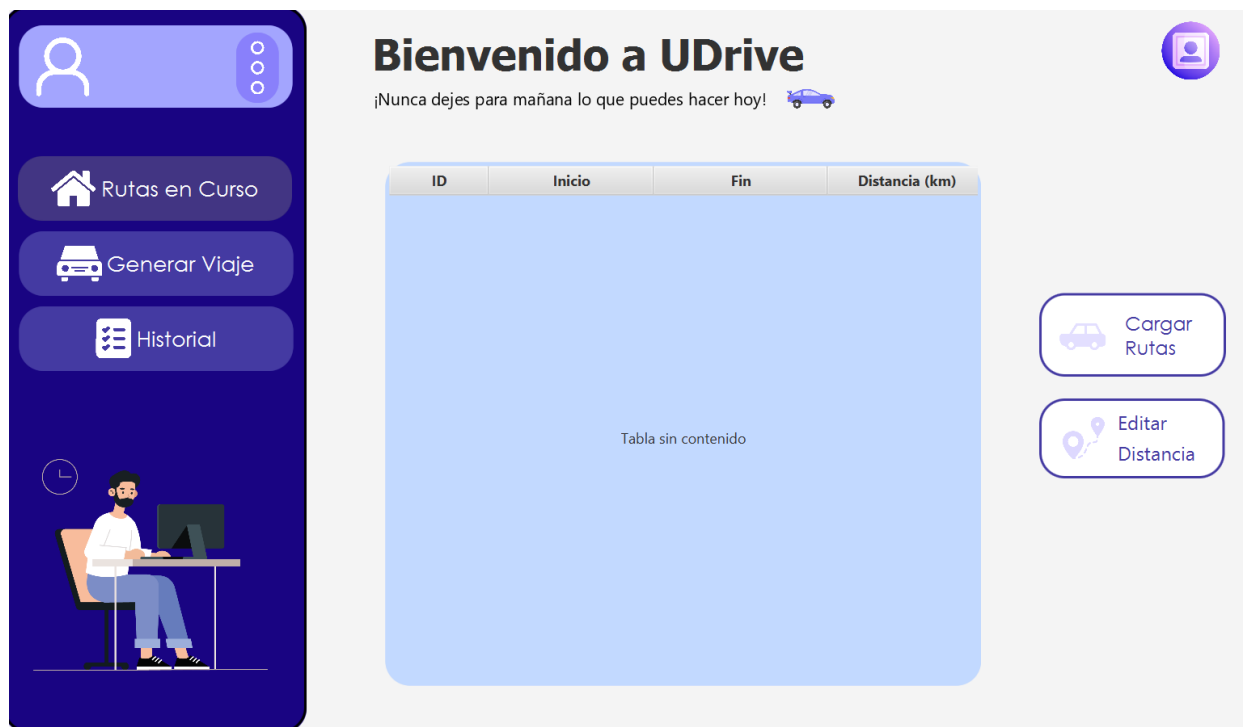 Bienvenido a UDrive
¡Nunca dejes para mañana lo que puedes hacer hoy!
Rutas en Curso
Generar Viaje
Historial
ID Inicio Fin Distancia (km)
Tabla sin contenido
Cargar
Rutas
Editar
Distancia